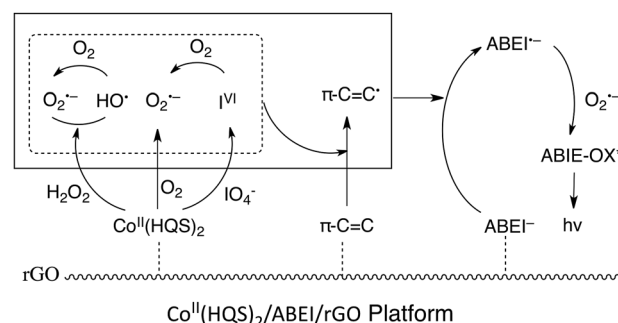 O₂ O₂ ABEI•–
O₂•– HO• O₂•– Iⱽᴵ π-C=C• O₂•–
ABIE-OX*
H₂O₂ O₂ IO₄⁻
Coᴵᴵ(HQS)₂ π-C=C ABEI– hv
rGO
Coᴵᴵ(HQS)₂/ABEI/rGO Platform